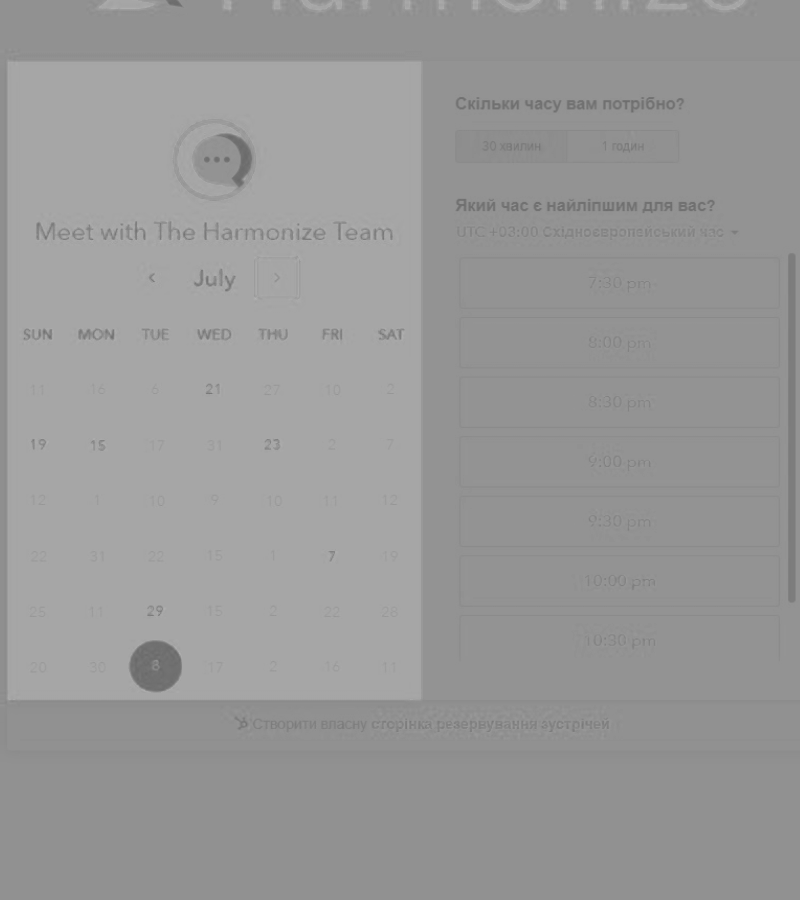 Harmonize
Meet with The Harmonize Team
July
SUN MON TUE WED THU FRI SAT
11 16 6 21 27 10 2
19 15 17 31 23 2 7
12 1 10 9 10 11 12
22 31 22 15 1 7 19
25 11 29 15 2 22 28
20 30 8 17 2 16 11
Скільки часу вам потрібно?
30 хвилин 1 годин
Який час є найліпшим для вас?
UTC +03:00 Східноєвропейський час
7:30 pm
8:00 pm
8:30 pm
9:00 pm
9:30 pm
10:00 pm
10:30 pm
Створити власну сторінка резервування зустрічей